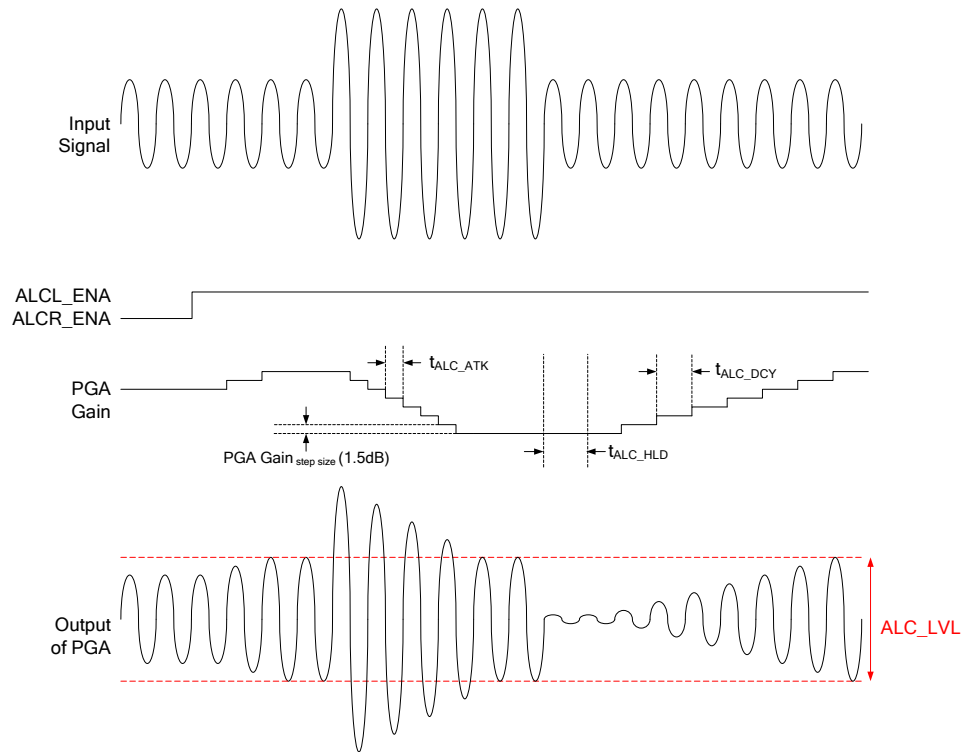 Input
Signal
ALCL_ENA
ALCR_ENA
tALC_ATK
tALC_DCY
PGA
Gain
PGA Gain step size (1.5dB)
tALC_HLD
Output
of PGA
ALC_LVL